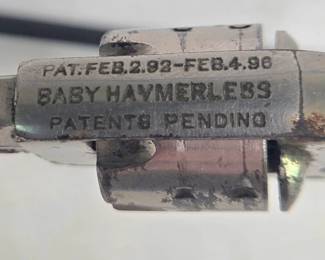 PAT. FEB. 2. 92 - FEB. 4. 96
BABY HAMMERLESS
PATENTS PENDING